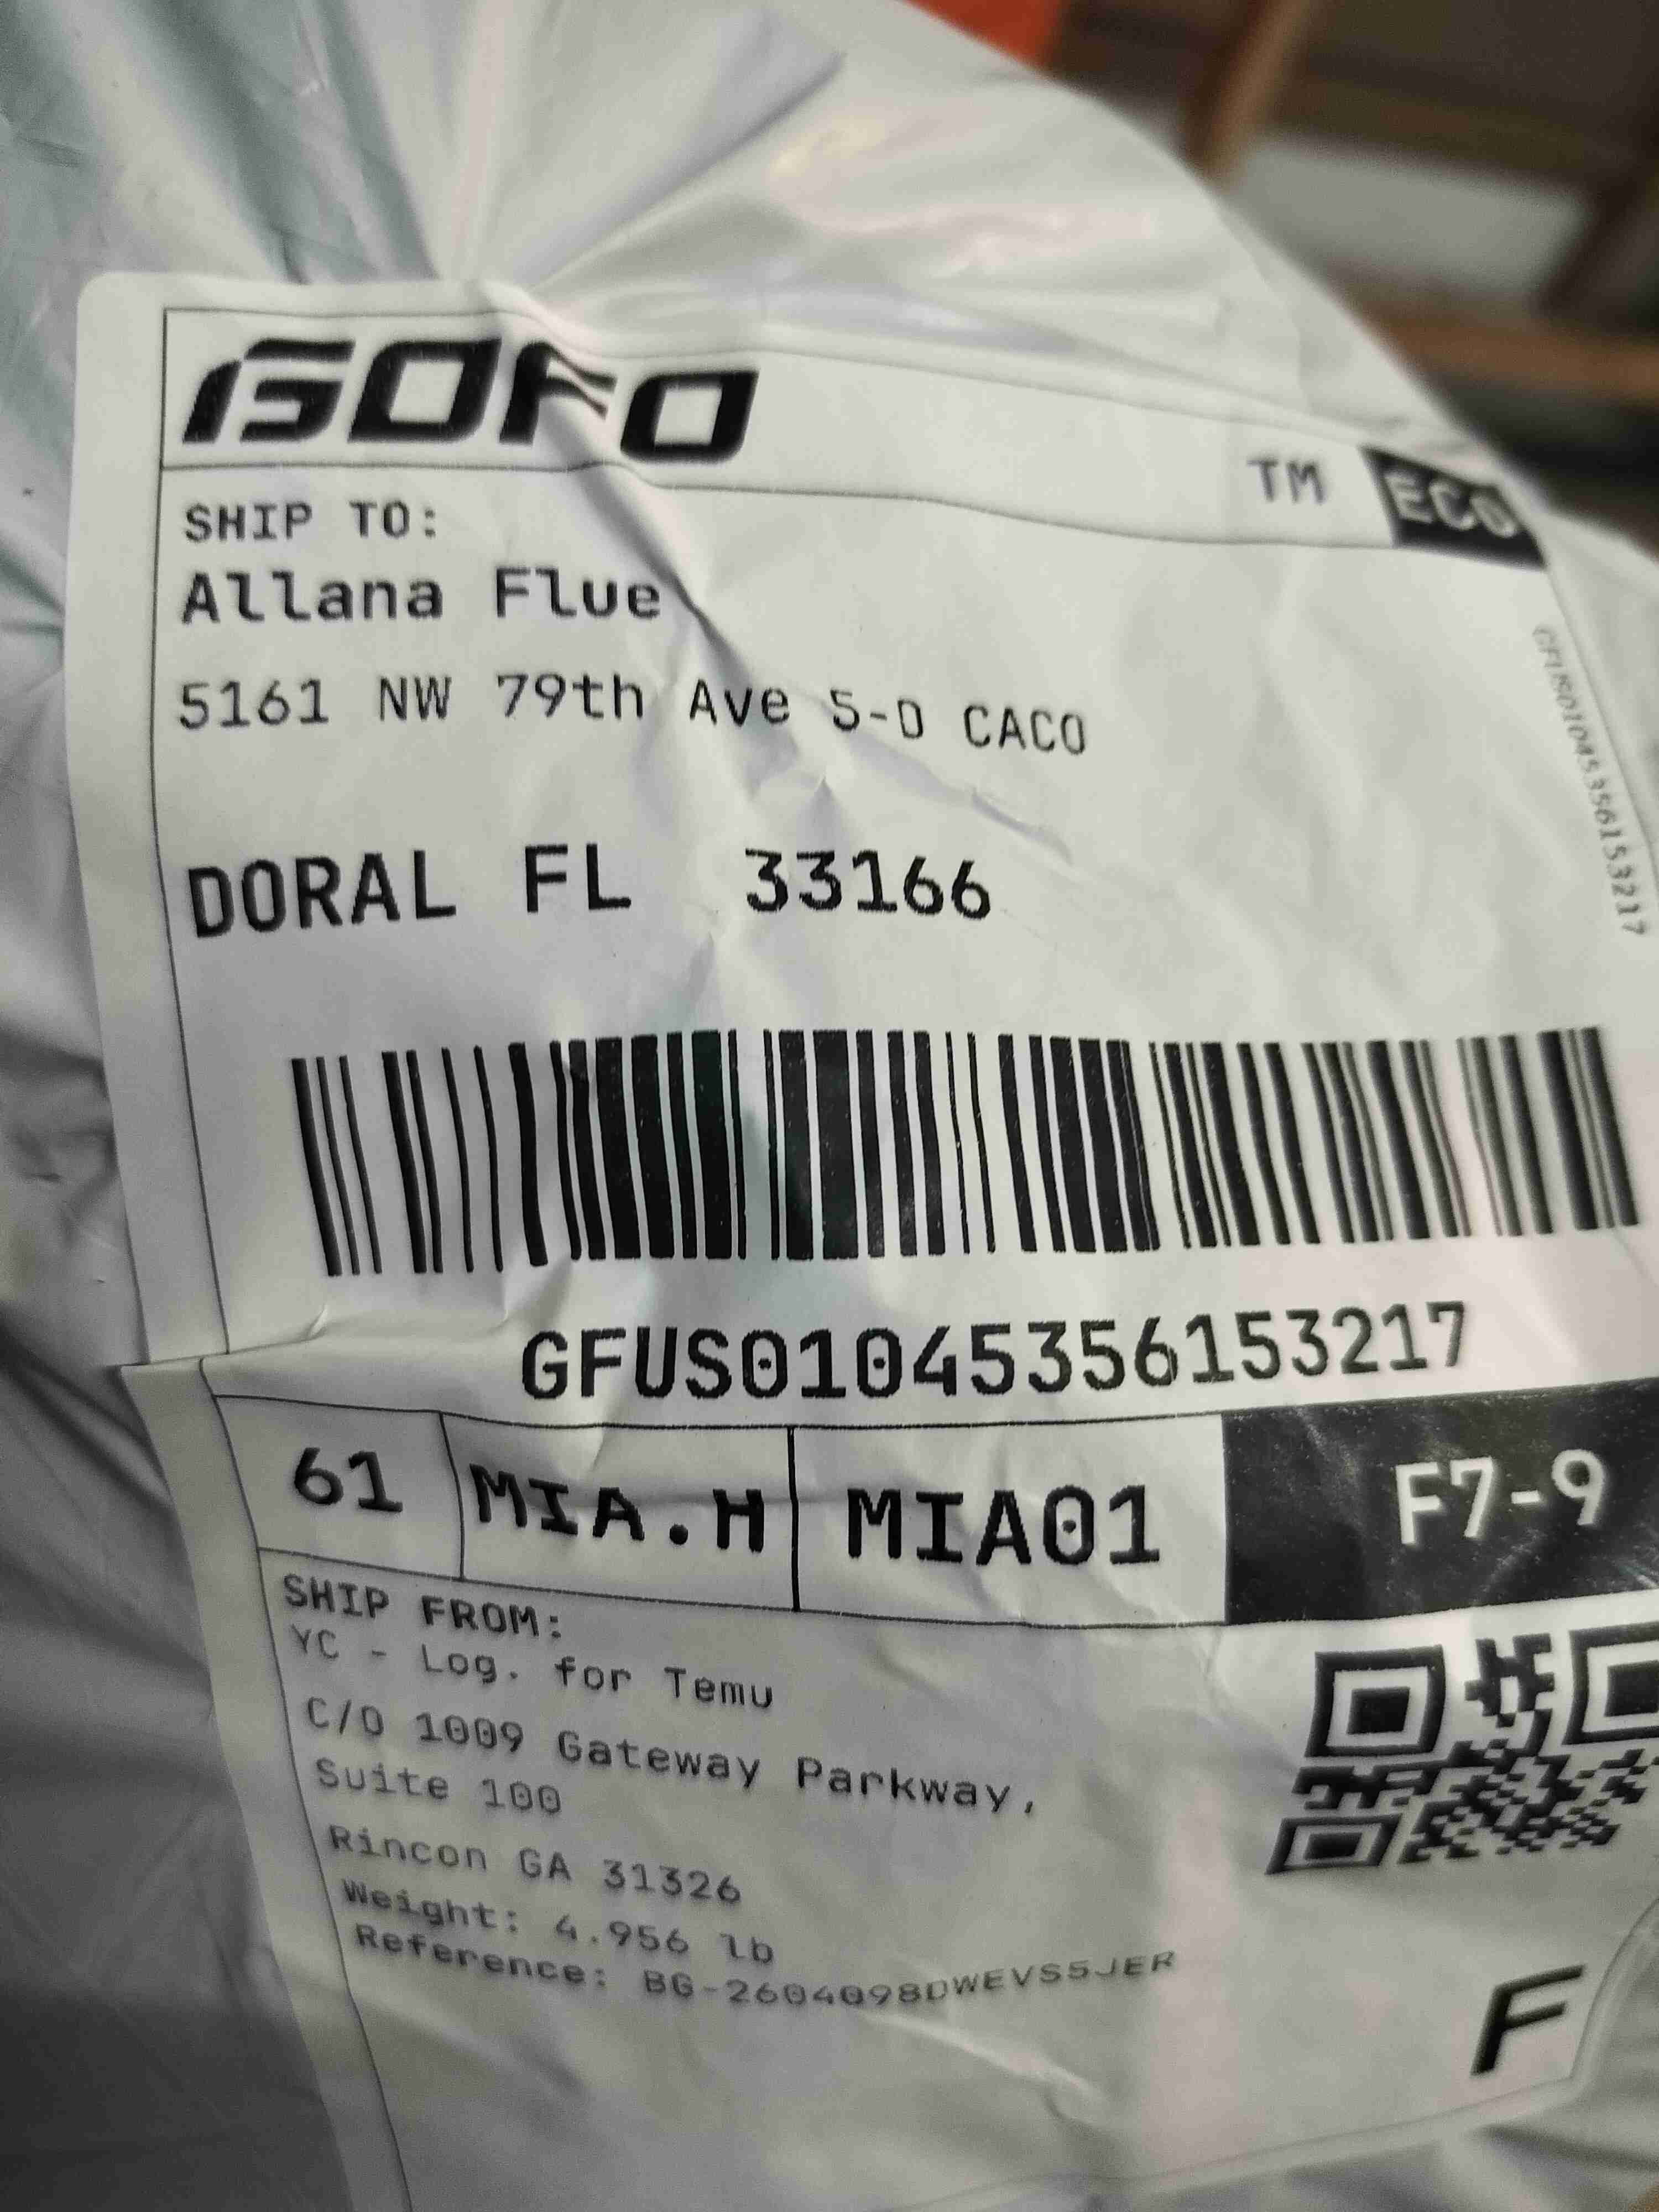 GOFO
TM ECO
SHIP TO:
Allana Flue
5161 NW 79th Ave S-D CACO
DORAL FL 33166
GFUS01045356153217
GFUS01045356153217
61 MIA.H MIA01 F7-9
SHIP FROM:
YC - Log. for Temu
C/O 1009 Gateway Parkway,
Suite 100
Rincon GA 31326
Weight: 4.956 lb
Reference: BG-2604098DWEVS5JER
F